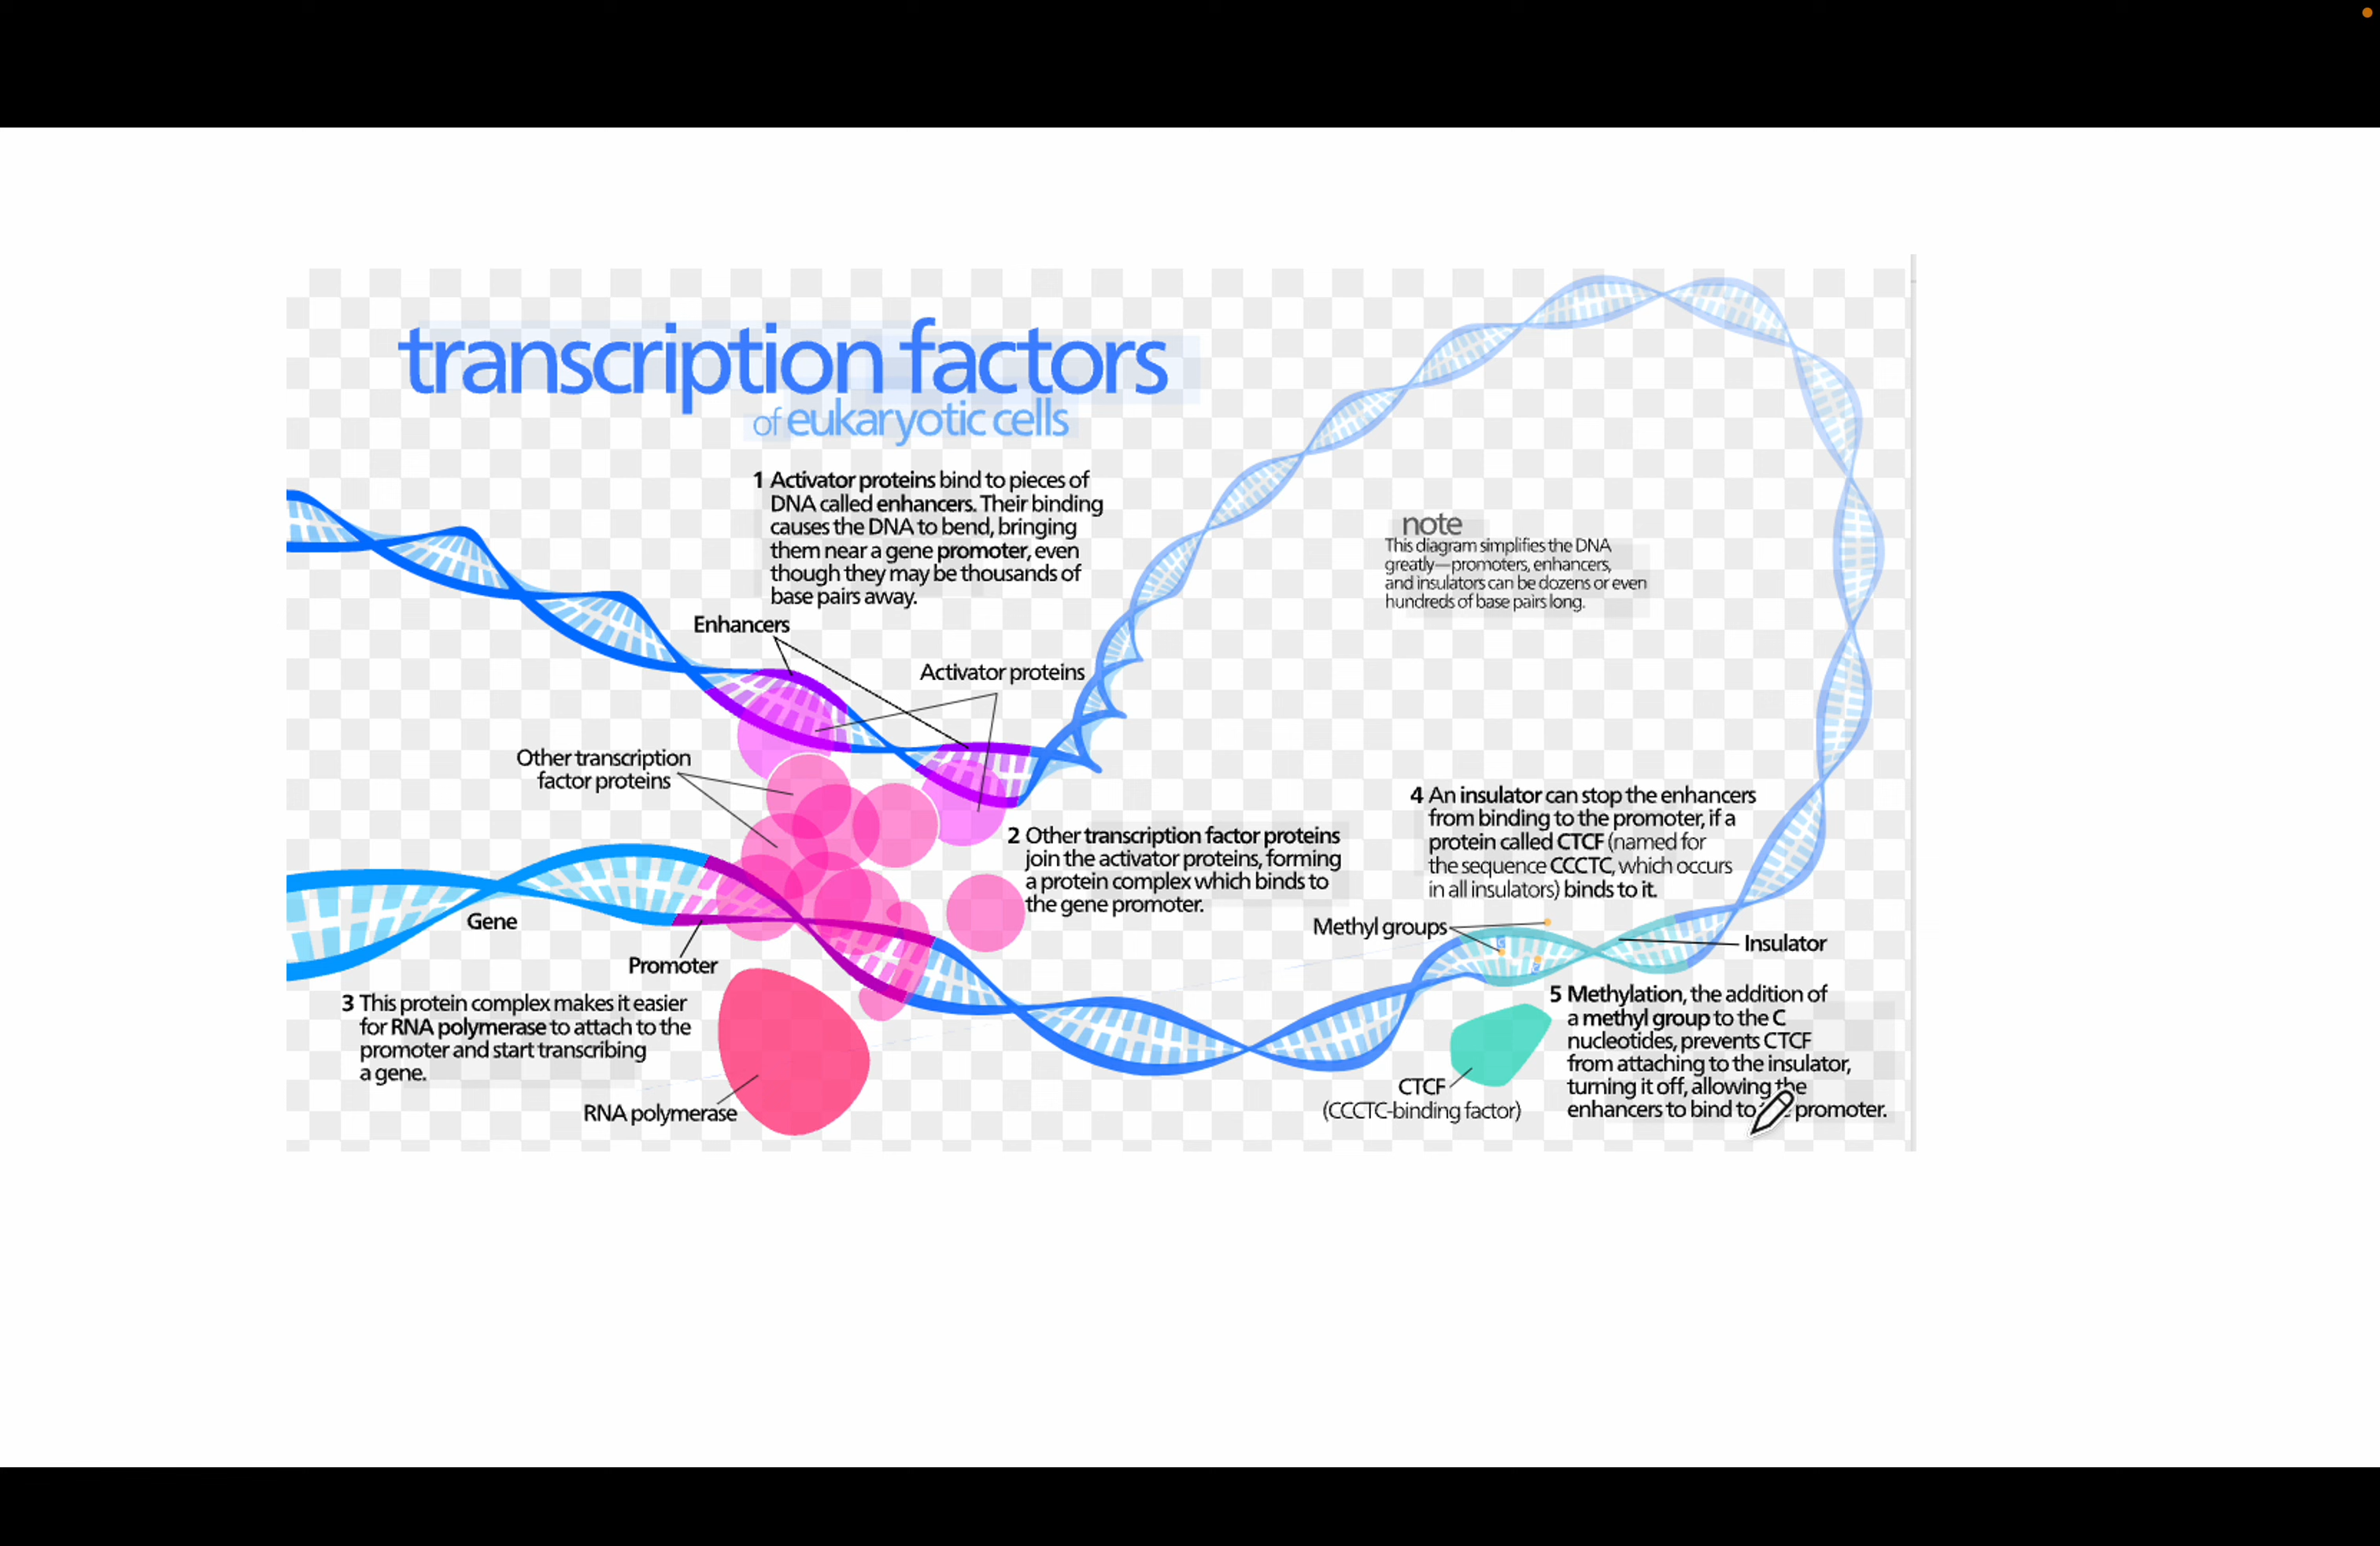 transcription factors
of eukaryotic cells
1 Activator proteins bind to pieces of
DNA called enhancers. Their binding
causes the DNA to bend, bringing
them near a gene promoter, even
though they may be thousands of
base pairs away.
note
This diagram simplifies the DNA
greatly—promoters, enhancers,
and insulators can be dozens or even
hundreds of base pairs long.
Enhancers
Activator proteins
Other transcription
factor proteins
2 Other transcription factor proteins
join the activator proteins, forming
a protein complex which binds to
the gene promoter.
4 An insulator can stop the enhancers
from binding to the promoter, if a
protein called CTCF (named for
the sequence CCCTC, which occurs
in all insulators) binds to it.
Gene
Promoter
Methyl groups
C
C
Insulator
3 This protein complex makes it easier
for RNA polymerase to attach to the
promoter and start transcribing
a gene.
RNA polymerase
CTCF
(CCCTC-binding factor)
5 Methylation, the addition of
a methyl group to the C
nucleotides, prevents CTCF
from attaching to the insulator,
turning it off, allowing the
enhancers to bind to promoter.